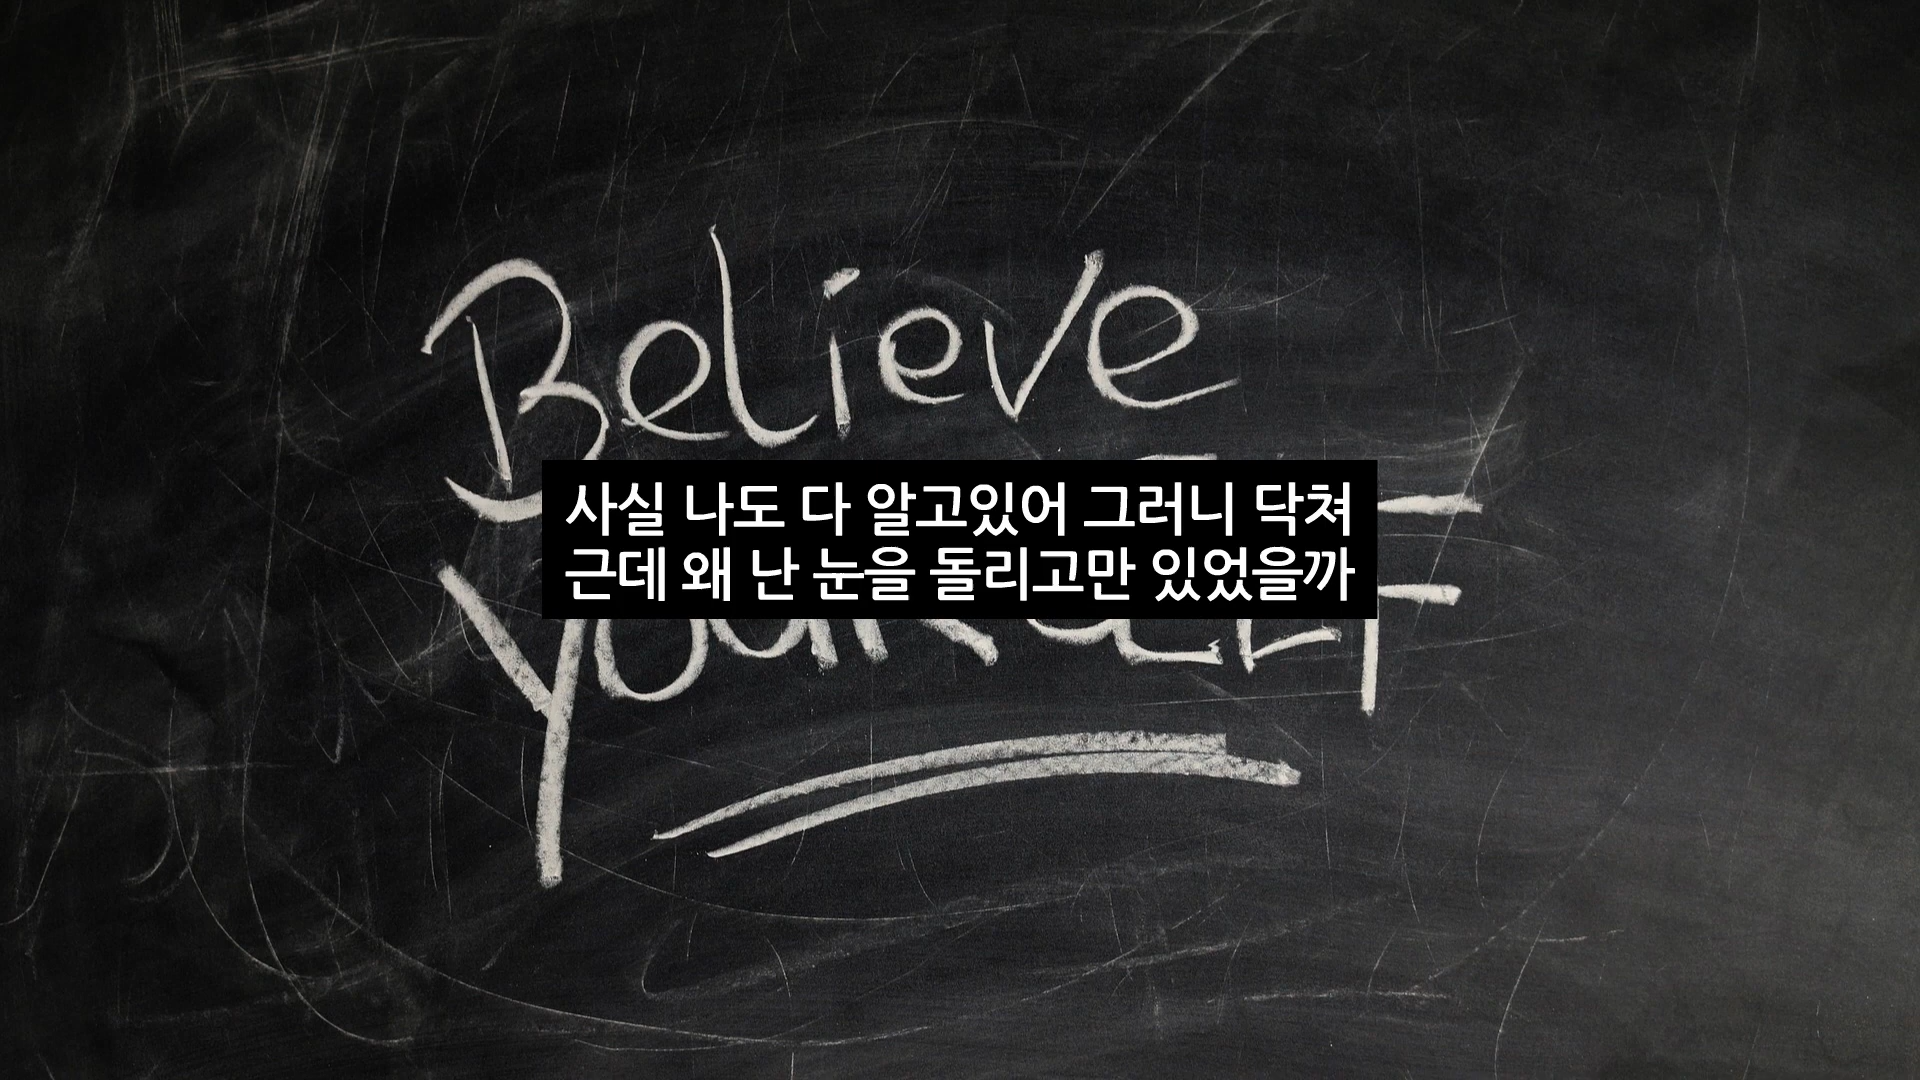 Believe
사실 나도 다 알고있어 그러니 닥쳐
근데 왜 난 눈을 돌리고만 있었을까